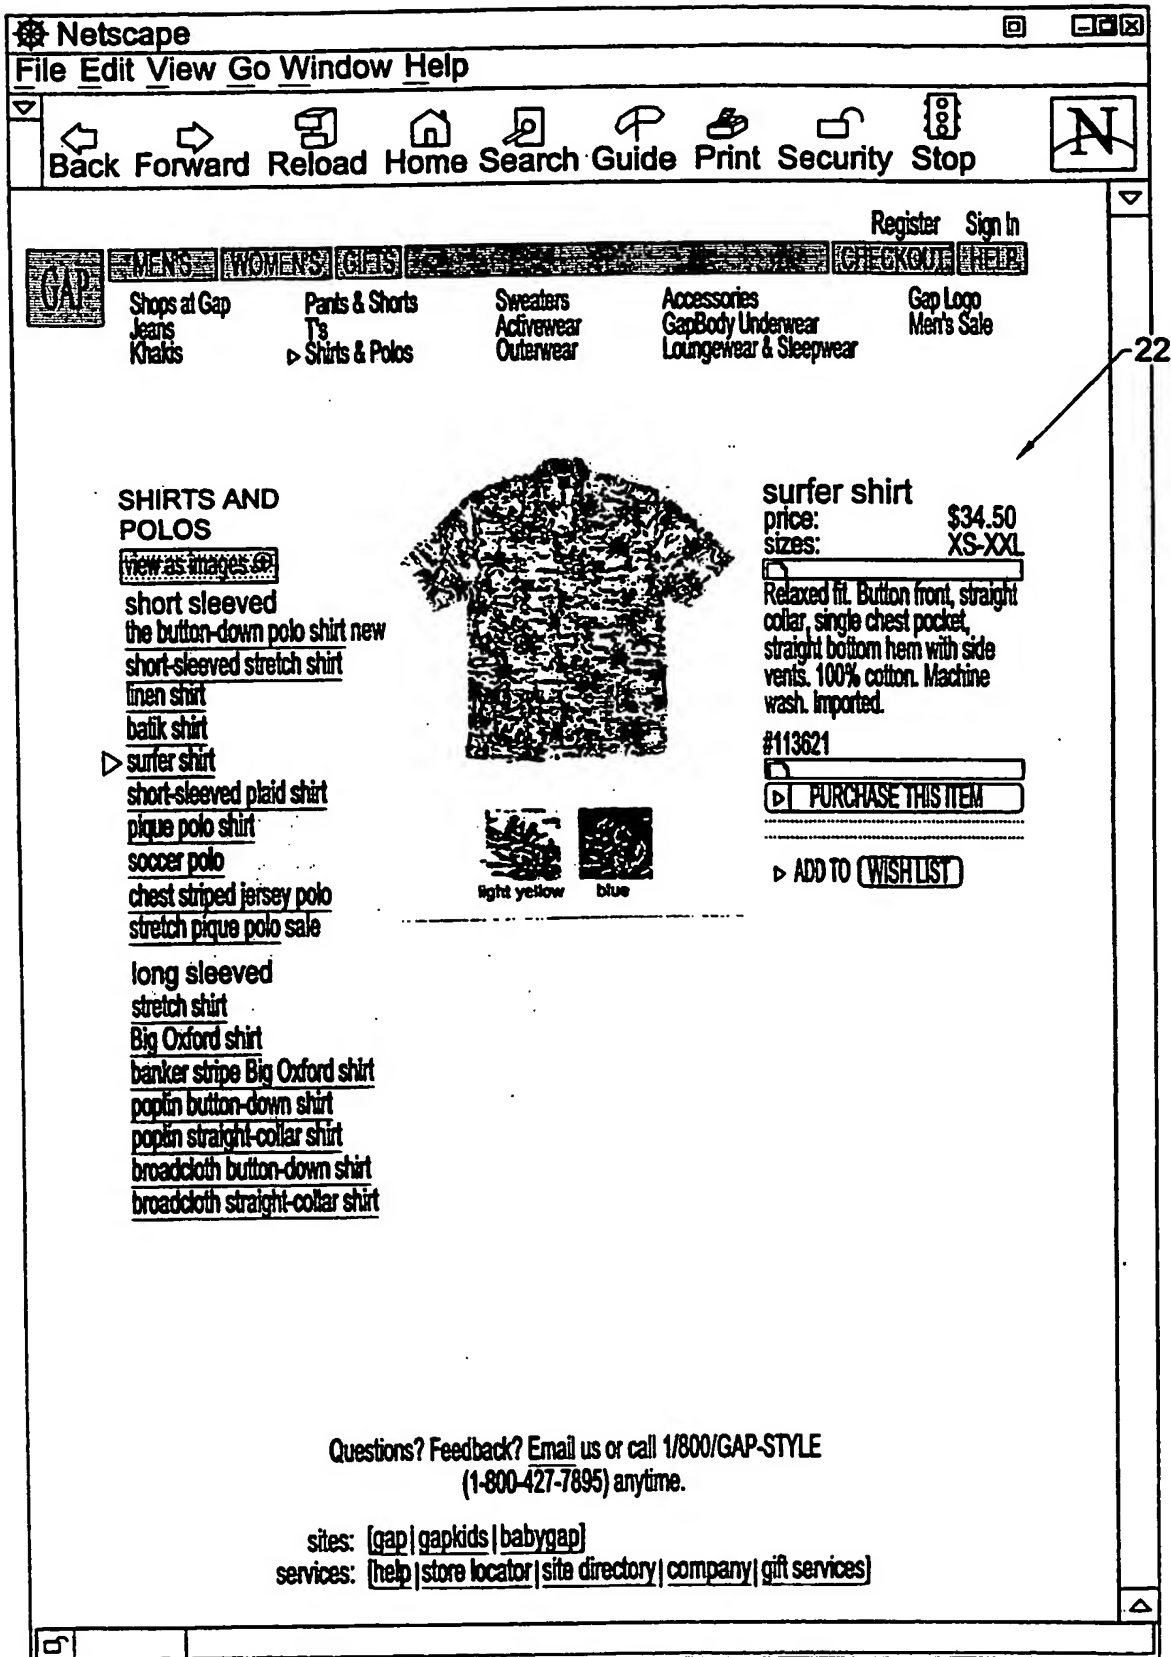 Netscape
File Edit View Go Window Help
Back Forward Reload Home Search Guide Print Security Stop
N
Register Sign In
GAP MEN'S WOMEN'S GIFTS CHECKOUT HELP
Shops at Gap
Jeans
Khakis
Pants & Shorts
T's
Shirts & Polos
Sweaters
Activewear
Outerwear
Accessories
GapBody Underwear
Loungewear & Sleepwear
Gap Logo
Men's Sale
22
SHIRTS AND
POLOS
view as images
short sleeved
the button-down polo shirt new
short-sleeved stretch shirt
linen shirt
batik shirt
surfer shirt
short-sleeved plaid shirt
pique polo shirt
soccer polo
chest striped jersey polo
stretch pique polo sale
long sleeved
stretch shirt
Big Oxford shirt
banker stripe Big Oxford shirt
poplin button-down shirt
poplin straight-collar shirt
broadcloth button-down shirt
broadcloth straight-collar shirt
light yellow blue
surfer shirt
price: $34.50
sizes: XS-XXL
Relaxed fit. Button front, straight
collar, single chest pocket,
straight bottom hem with side
vents. 100% cotton. Machine
wash. Imported.
#113621
PURCHASE THIS ITEM
ADD TO WISH LIST
Questions? Feedback? Email us or call 1/800/GAP-STYLE
(1-800-427-7895) anytime.
sites: [gap|gapkids|babygap]
services: [help|store locator|site directory|company|gift services]